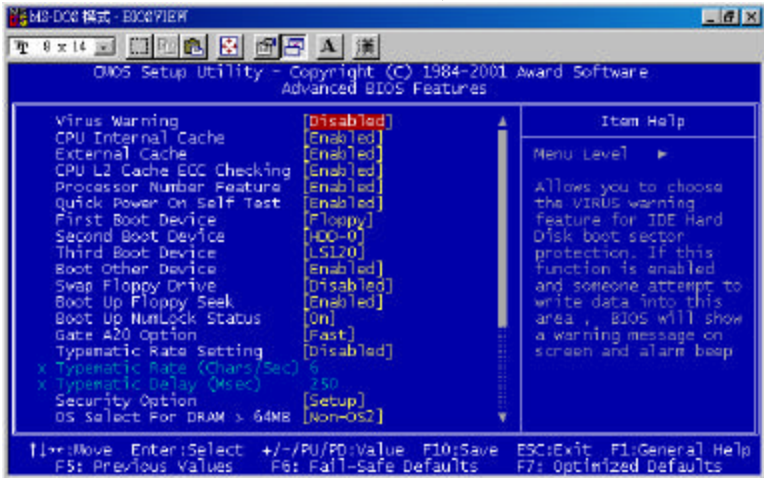 MS-DOS 模式 - BIOSVIEW
Tr 8 x 14 A 漢
CMOS Setup Utility - Copyright (C) 1984-2001 Award Software
Advanced BIOS Features
Virus Warning [Disabled]
CPU Internal Cache [Enabled]
External Cache [Enabled]
CPU L2 Cache ECC Checking [Enabled]
Processor Number Feature [Enabled]
Quick Power On Self Test [Enabled]
First Boot Device [Floppy]
Second Boot Device [HDD-0]
Third Boot Device [LS120]
Boot Other Device [Enabled]
Swap Floppy Drive [Disabled]
Boot Up Floppy Seek [Enabled]
Boot Up NumLock Status [On]
Gate A20 Option [Fast]
Typematic Rate Setting [Disabled]
x Typematic Rate (Chars/Sec) 6
x Typematic Delay (Msec) 250
Security Option [Setup]
OS Select For DRAM > 64MB [Non-OS2]
Item Help
Menu Level ►
Allows you to choose
the VIRUS warning
feature for IDE Hard
Disk boot sector
protection. If this
function is enabled
and someone attempt to
write data into this
area , BIOS will show
a warning message on
screen and alarm beep
↑↓→←:Move Enter:Select +/-/PU/PD:Value F10:Save ESC:Exit F1:General Help
F5: Previous Values F6: Fail-Safe Defaults F7: Optimized Defaults